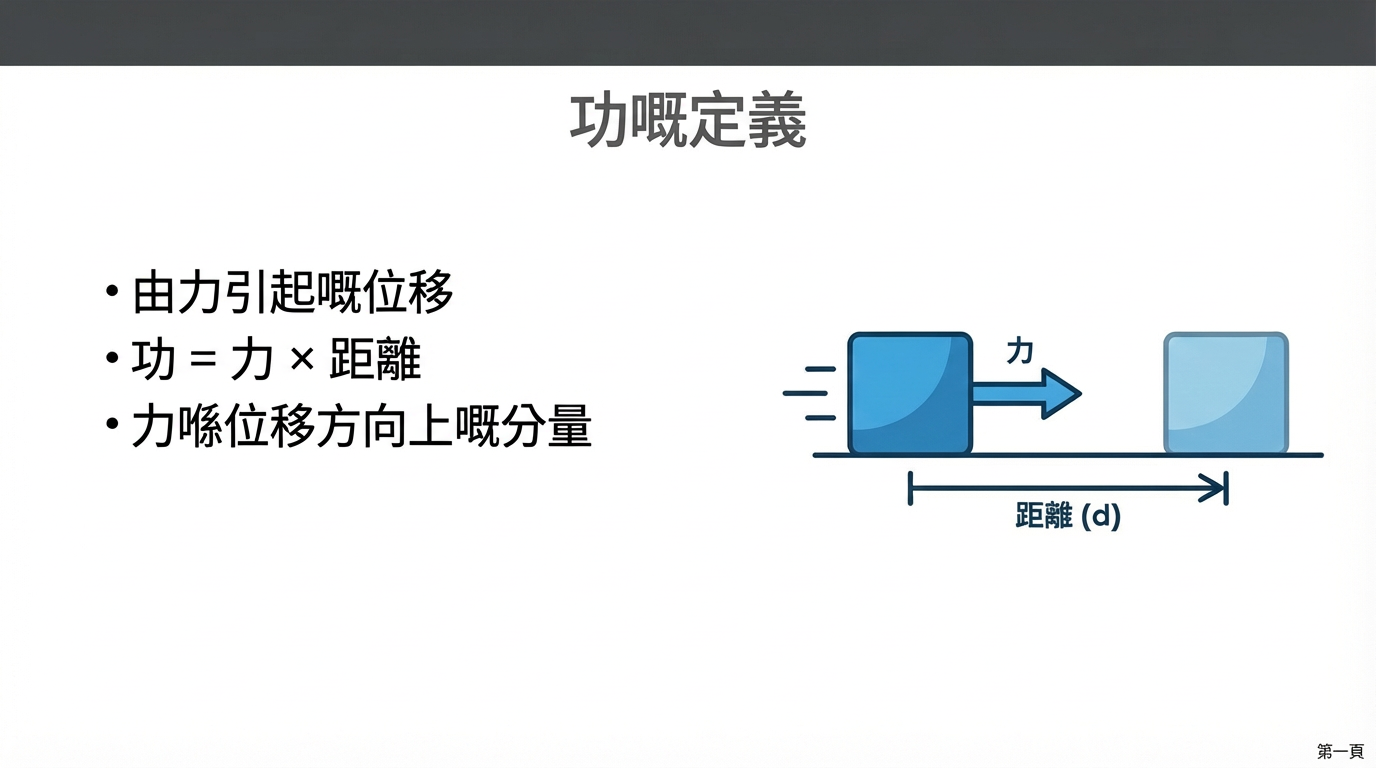 功嘅定義
• 由力引起嘅位移
• 功 = 力 × 距離
• 力喺位移方向上嘅分量
力
距離 (d)
第一頁